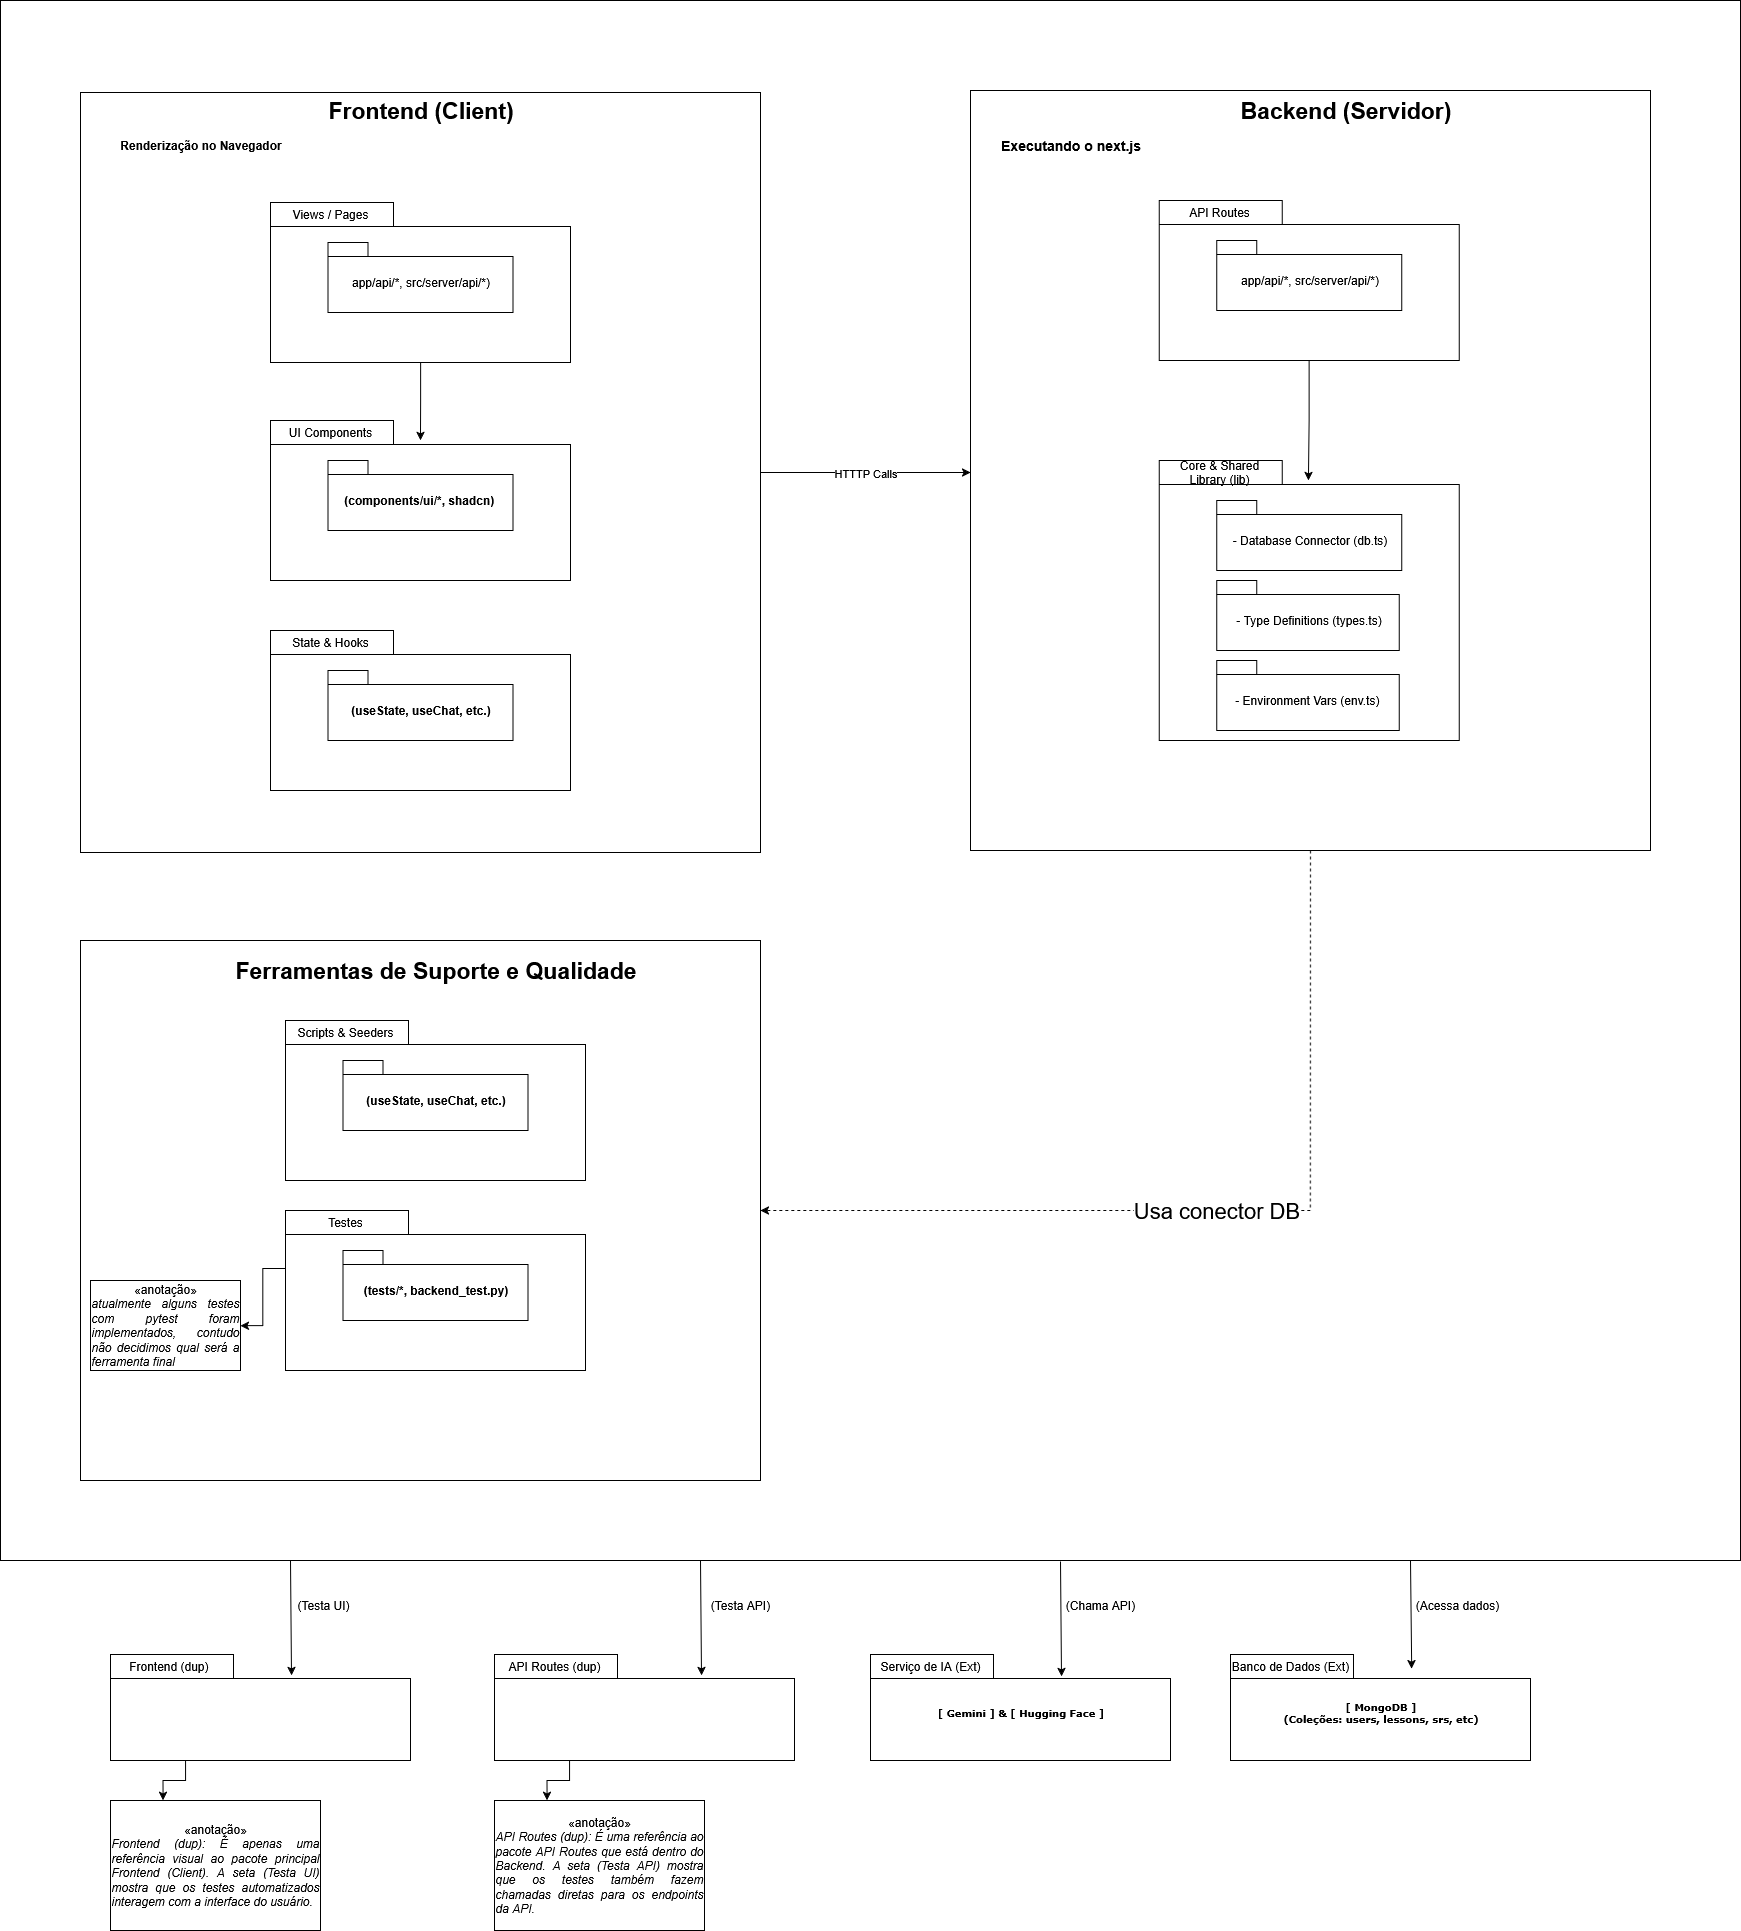 Frontend (Client)
Renderização no Navegador
Views / Pages
app/api/*, src/server/api/*)
UI Components
(components/ui/*, shadcn)
State & Hooks
(useState, useChat, etc.)
HTTTP Calls
Backend (Servidor)
Executando o next.js
API Routes
app/api/*, src/server/api/*)
Core & Shared
Library (lib)
- Database Connector (db.ts)
- Type Definitions (types.ts)
- Environment Vars (env.ts)
Ferramentas de Suporte e Qualidade
Scripts & Seeders
(useState, useChat, etc.)
Usa conector DB
Testes
(tests/*, backend_test.py)
«anotação»
atualmente alguns testes
com pytest foram
implementados, contudo
não decidimos qual será a
ferramenta final
(Testa UI)
(Testa API)
(Chama API)
(Acessa dados)
Frontend (dup)
API Routes (dup)
Serviço de IA (Ext)
[ Gemini ] & [ Hugging Face ]
Banco de Dados (Ext)
[ MongoDB ]
(Coleções: users, lessons, srs, etc)
«anotação»
Frontend (dup): É apenas uma
referência visual ao pacote principal
Frontend (Client). A seta (Testa UI)
mostra que os testes automatizados
interagem com a interface do usuário.
«anotação»
API Routes (dup): É uma referência ao
pacote API Routes que está dentro do
Backend. A seta (Testa API) mostra
que os testes também fazem
chamadas diretas para os endpoints
da API.